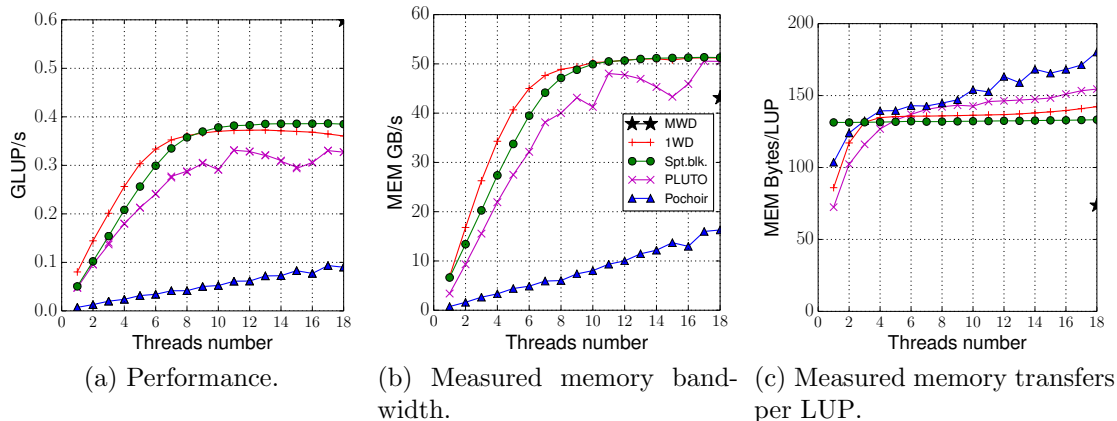 0.6
0.5
0.4
0.3
0.2
0.1
0.0
GLUP/s
0 2 4 6 8 10 12 14 16 18
Threads number
60
50
40
30
20
10
0
MEM GB/s
MWD
1WD
Spt.blk.
PLUTO
Pochoir
0 2 4 6 8 10 12 14 16 18
Threads number
200
150
100
50
0
MEM Bytes/LUP
0 2 4 6 8 10 12 14 16 18
Threads number
(a) Performance.
(b) Measured memory band-
width.
(c) Measured memory transfers
per LUP.